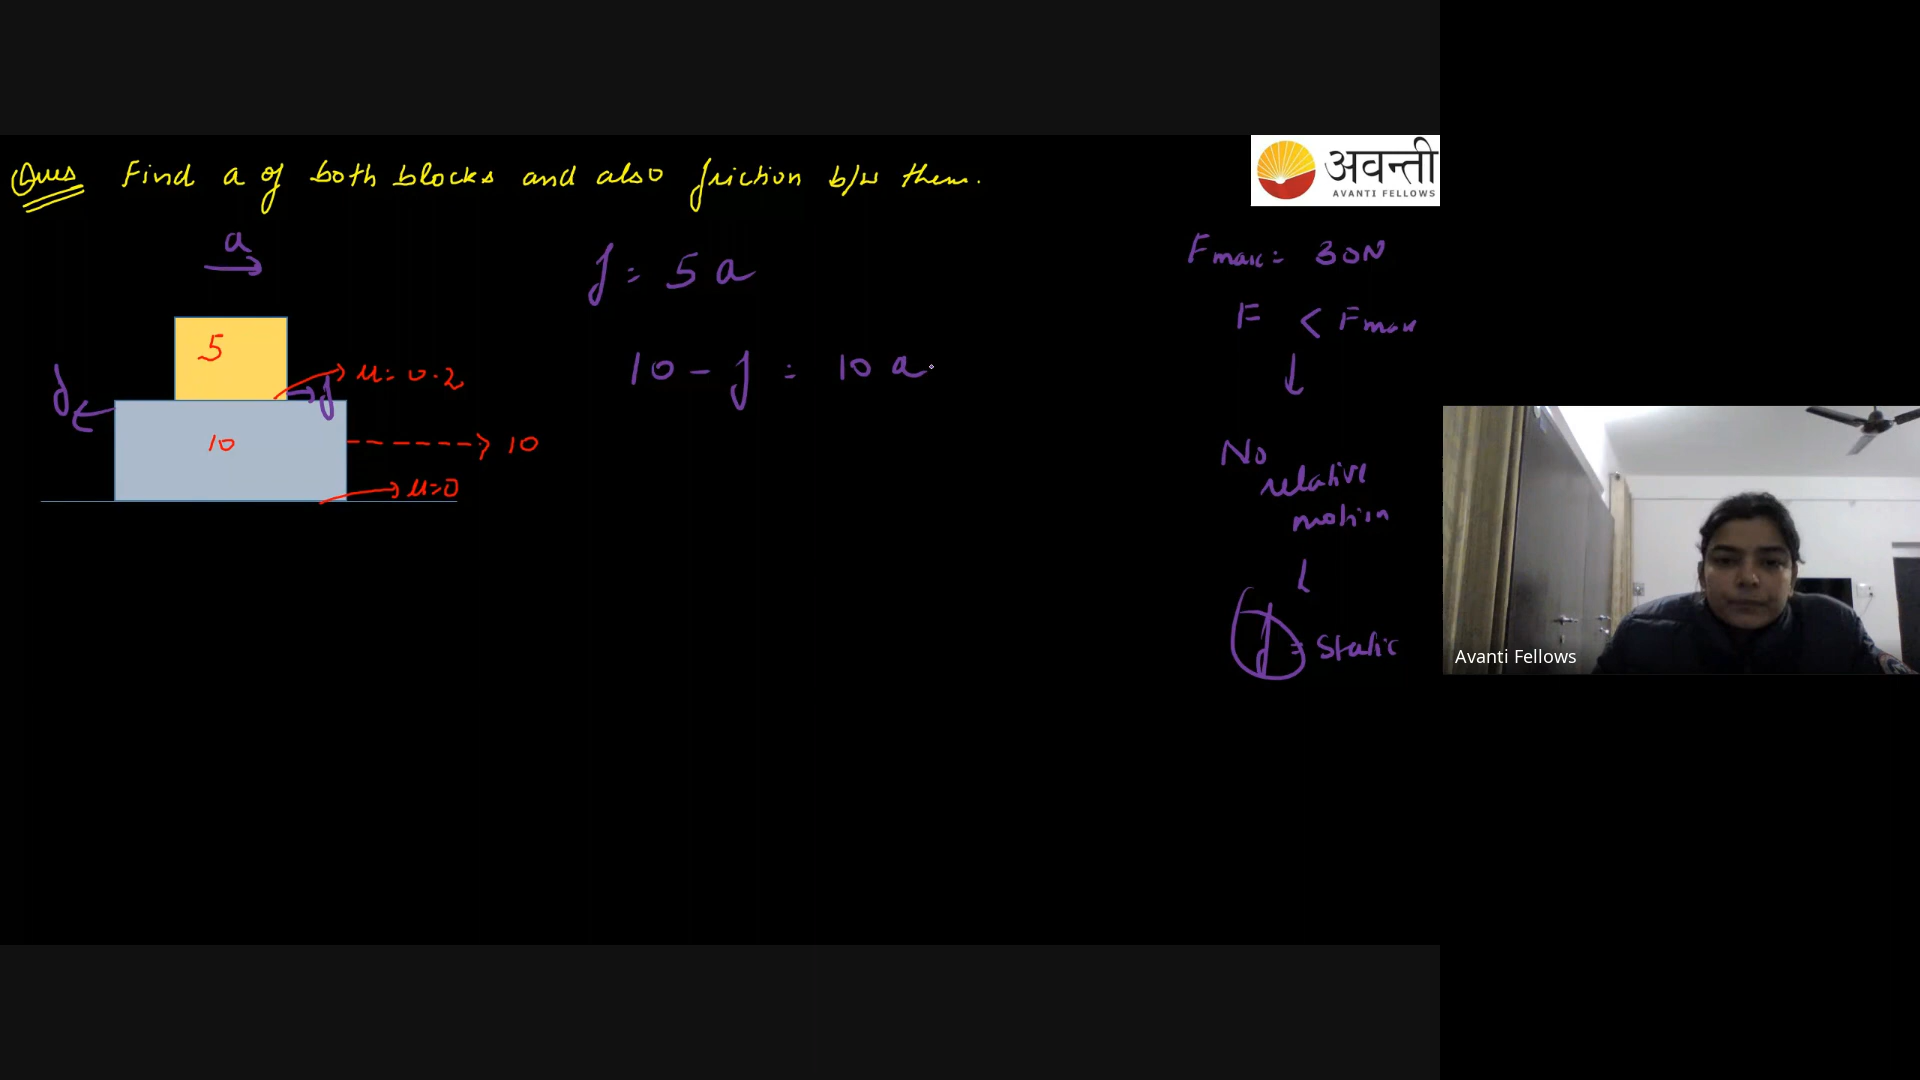 Ques Find a of both blocks and also friction b/w them.
अवन्ती
AVANTI FELLOWS
a
5
μ = 0.2
f
f
10
10
μ=0
f = 5a
10 - f = 10a
Fmax = 30N
F < Fmax
No
relative
motion
f = Static
Avanti Fellows